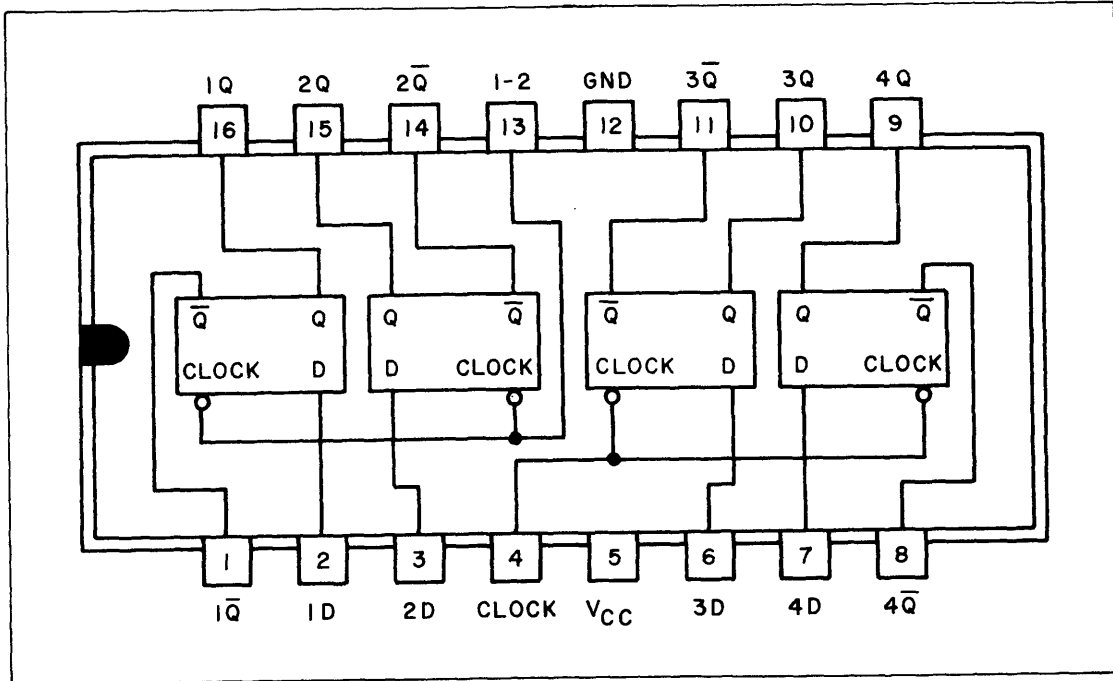 1Q 2Q 2Q̅ 1-2 GND 3Q̅ 3Q 4Q
16 15 14 13 12 11 10 9
Q̅ Q Q Q̅ Q̅ Q Q Q̅
CLOCK D D CLOCK CLOCK D D CLOCK
1 2 3 4 5 6 7 8
1Q̅ 1D 2D CLOCK VCC 3D 4D 4Q̅